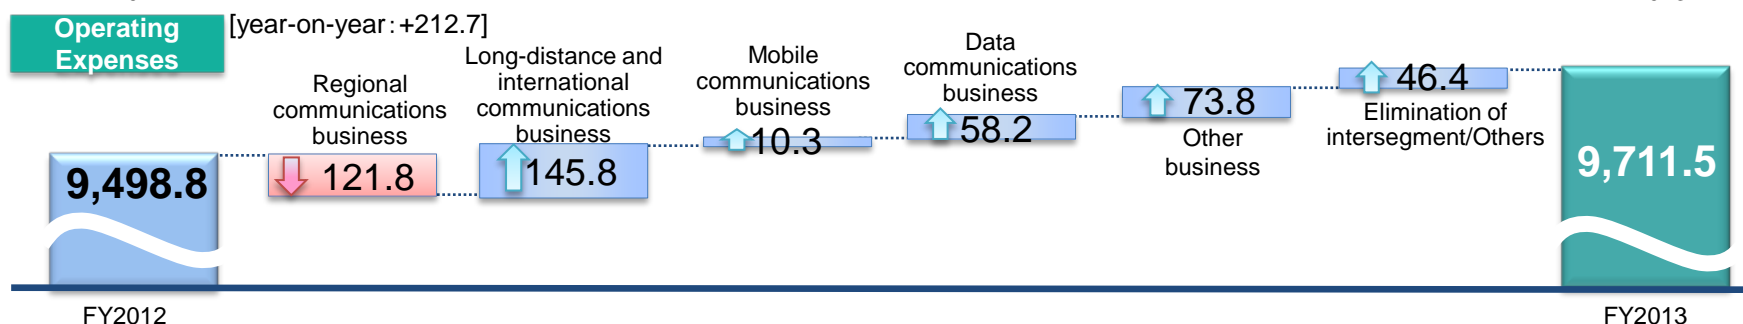 Operating
Expenses
[year-on-year：+212.7]
Regional
communications
business
121.8
Long-distance and
international
communications
business
145.8
Mobile
communications
business
10.3
Data
communications
business
58.2
73.8
Other
business
46.4
Elimination of
intersegment/Others
9,498.8
9,711.5
FY2012
FY2013